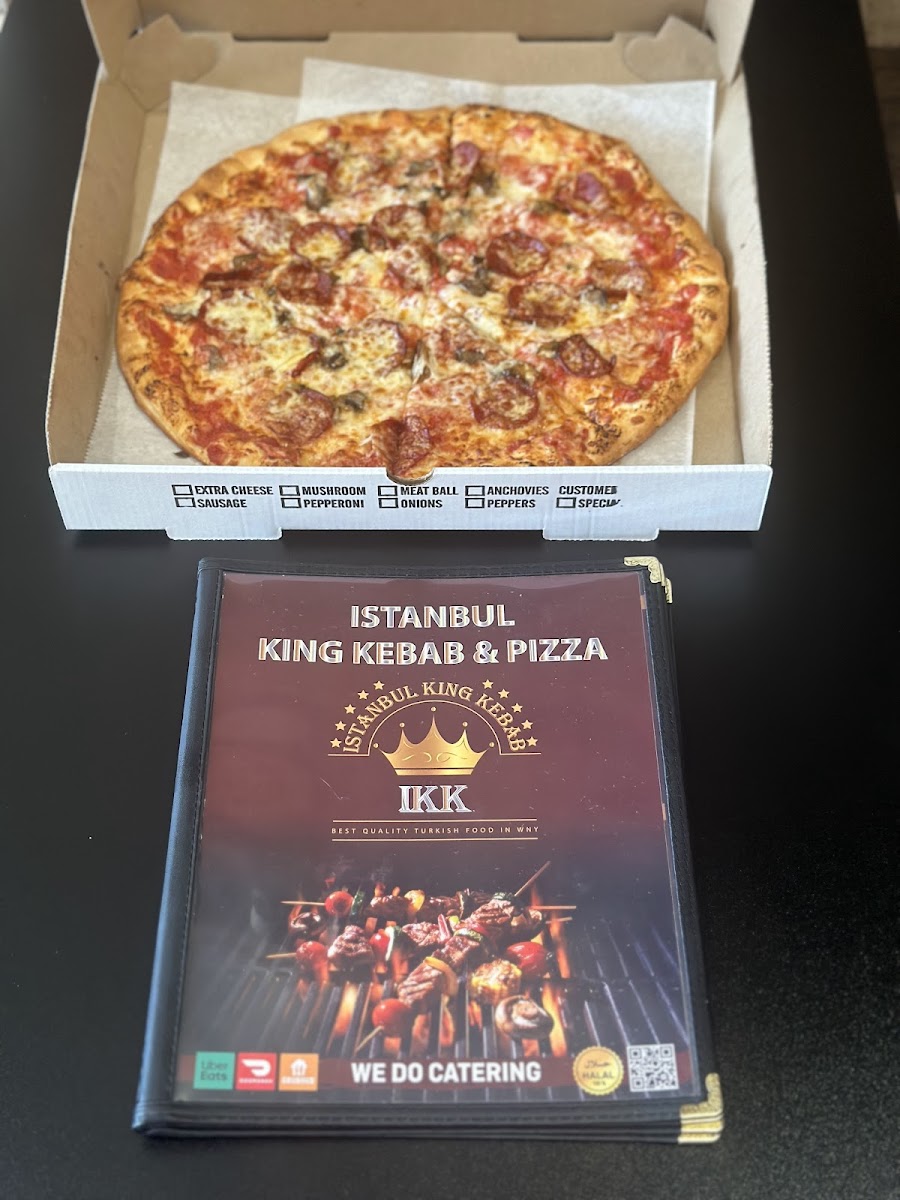 EXTRA CHEESE MUSHROOM MEAT BALL ANCHOVIES CUSTOMER
SAUSAGE PEPPERONI ONIONS PEPPERS
ISTANBUL
KING KEBAB & PIZZA
ISTANBUL KING KEBAB
IKK
BEST QUALITY TURKISH FOOD IN WNY
Uber
Eats
DOORDASH
WE DO CATERING
HALAL